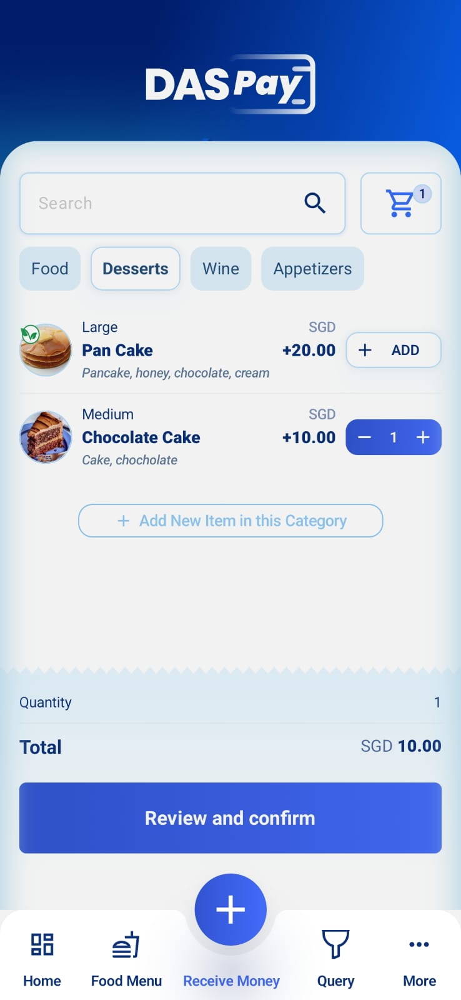 DAS Pay
Search
1
Food
Desserts
Wine
Appetizers
Large
SGD
Pan Cake
+20.00
+ ADD
Pancake, honey, chocolate, cream
Medium
SGD
Chocolate Cake
+10.00
− 1 +
Cake, chocholate
+ Add New Item in this Category
Quantity
1
Total
SGD 10.00
Review and confirm
Home
Food Menu
Receive Money
Query
More